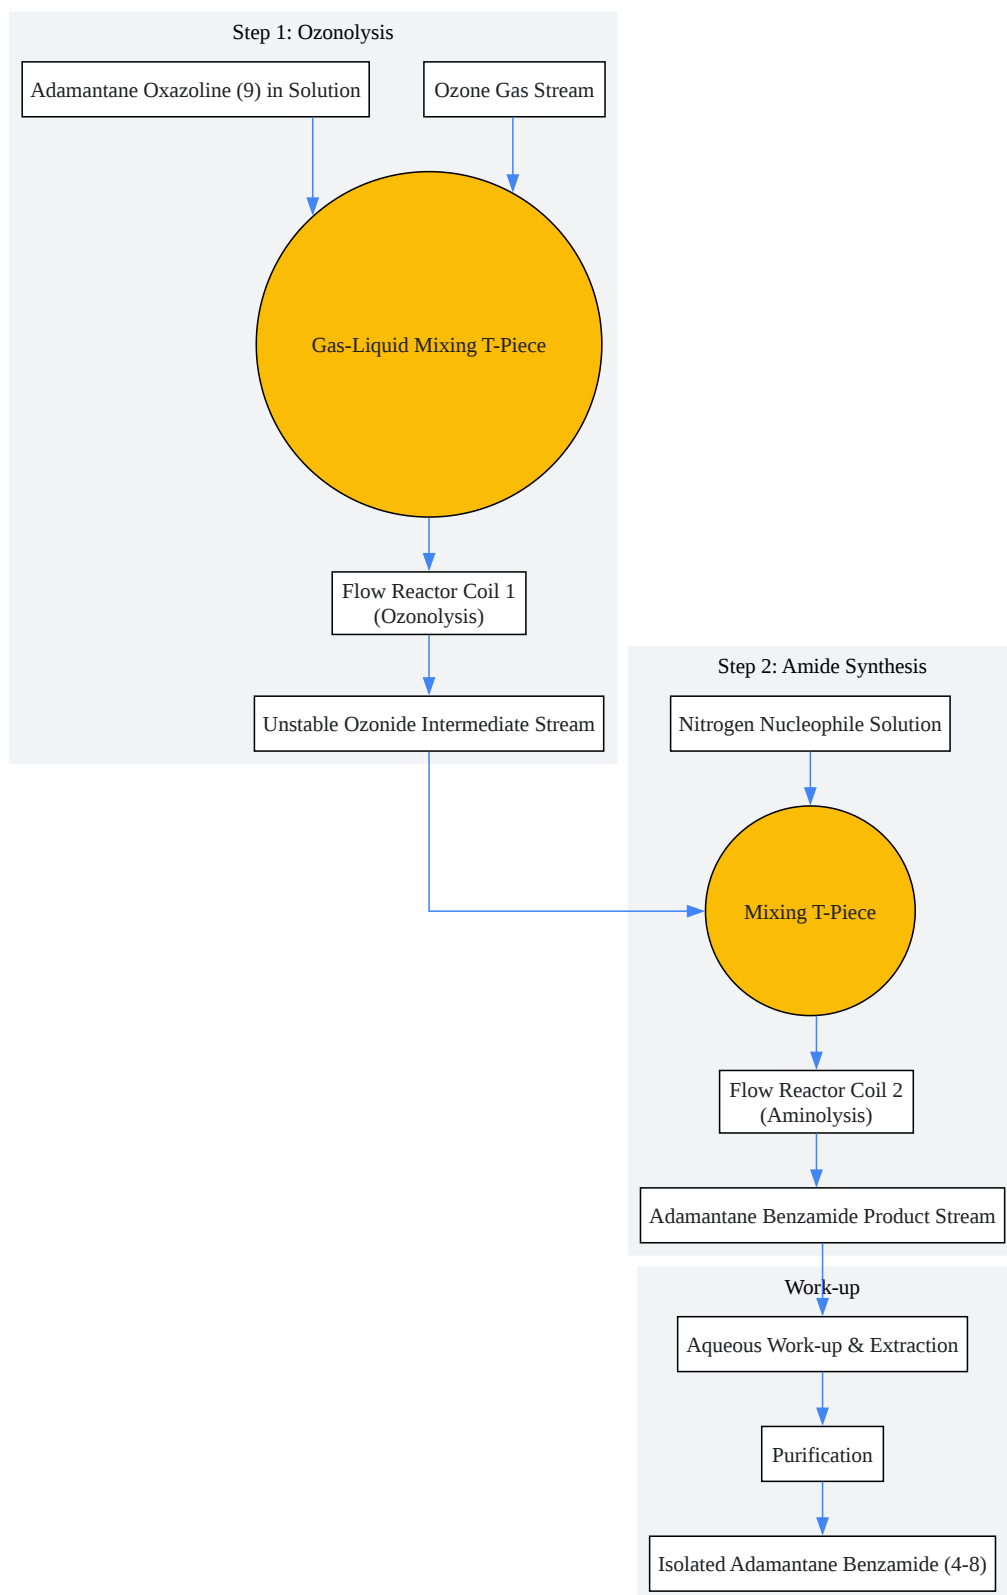 Step 1: Ozonolysis
Adamantane Oxazoline (9) in Solution
Ozone Gas Stream
Gas-Liquid Mixing T-Piece
Flow Reactor Coil 1
(Ozonolysis)
Unstable Ozonide Intermediate Stream
Step 2: Amide Synthesis
Nitrogen Nucleophile Solution
Mixing T-Piece
Flow Reactor Coil 2
(Aminolysis)
Adamantane Benzamide Product Stream
Work-up
Aqueous Work-up & Extraction
Purification
Isolated Adamantane Benzamide (4-8)